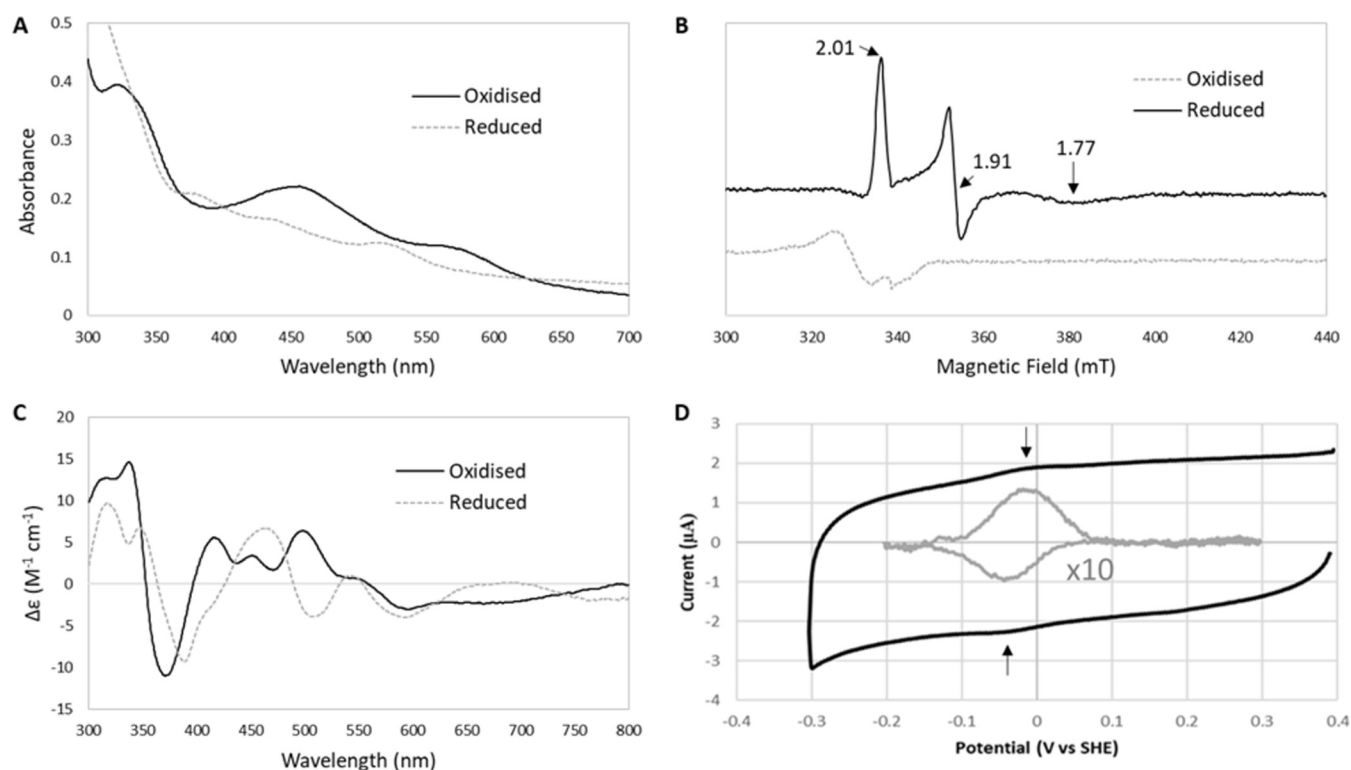 A
0.5
0.4
0.3
0.2
0.1
0
Absorbance
Oxidised
Reduced
300 350 400 450 500 550 600 650 700
Wavelength (nm)
B
2.01
1.91
1.77
Oxidised
Reduced
300 320 340 360 380 400 420 440
Magnetic Field (mT)
C
20
15
10
5
0
-5
-10
-15
Δε (M⁻¹ cm⁻¹)
Oxidised
Reduced
300 350 400 450 500 550 600 650 700 750 800
Wavelength (nm)
D
3
2
1
0
-1
-2
-3
-4
Current (μA)
x10
-0.4 -0.3 -0.2 -0.1 0 0.1 0.2 0.3 0.4
Potential (V vs SHE)